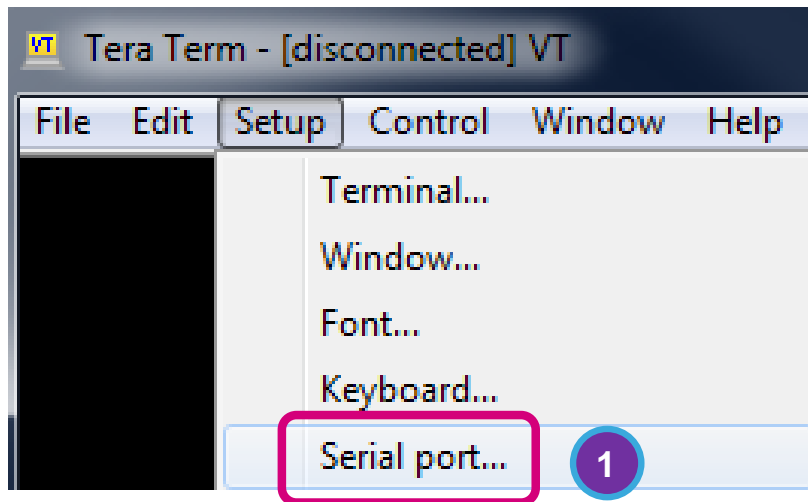 VT Tera Term - [disconnected] VT
File Edit Setup Control Window Help
Terminal...
Window...
Font...
Keyboard...
Serial port... 1